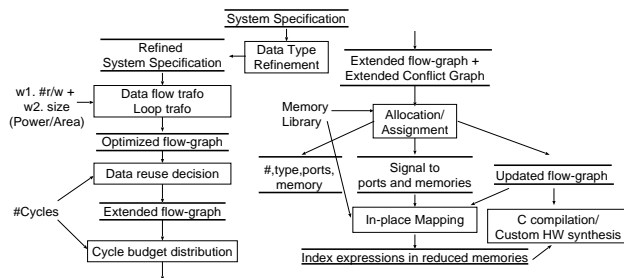 System Specification
Refined
System Specification
Data Type
Refinement
Extended flow-graph +
Extended Conflict Graph
w1. #r/w +
w2. size
(Power/Area)
Data flow trafo
Loop trafo
Memory
Library
Allocation/
Assignment
Optimized flow-graph
#,type,ports,
memory
Signal to
ports and memories
Updated flow-graph
Data reuse decision
#Cycles
Extended flow-graph
In-place Mapping
C compilation/
Custom HW synthesis
Cycle budget distribution
Index expressions in reduced memories